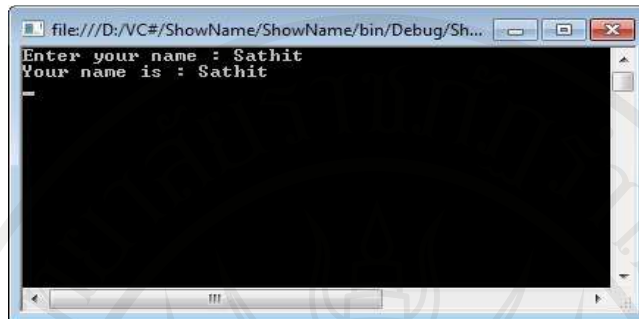 file:///D:/VC#/ShowName/ShowName/bin/Debug/Sh...
Enter your name : Sathit
Your name is : Sathit